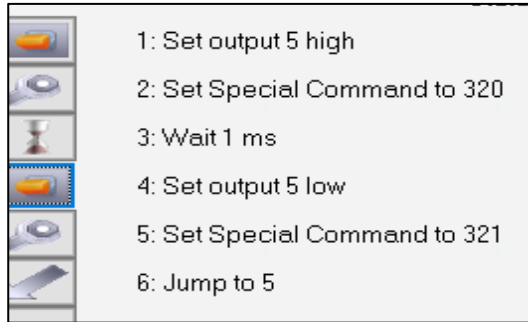 1: Set output 5 high
2: Set Special Command to 320
3: Wait 1 ms
4: Set output 5 low
5: Set Special Command to 321
6: Jump to 5